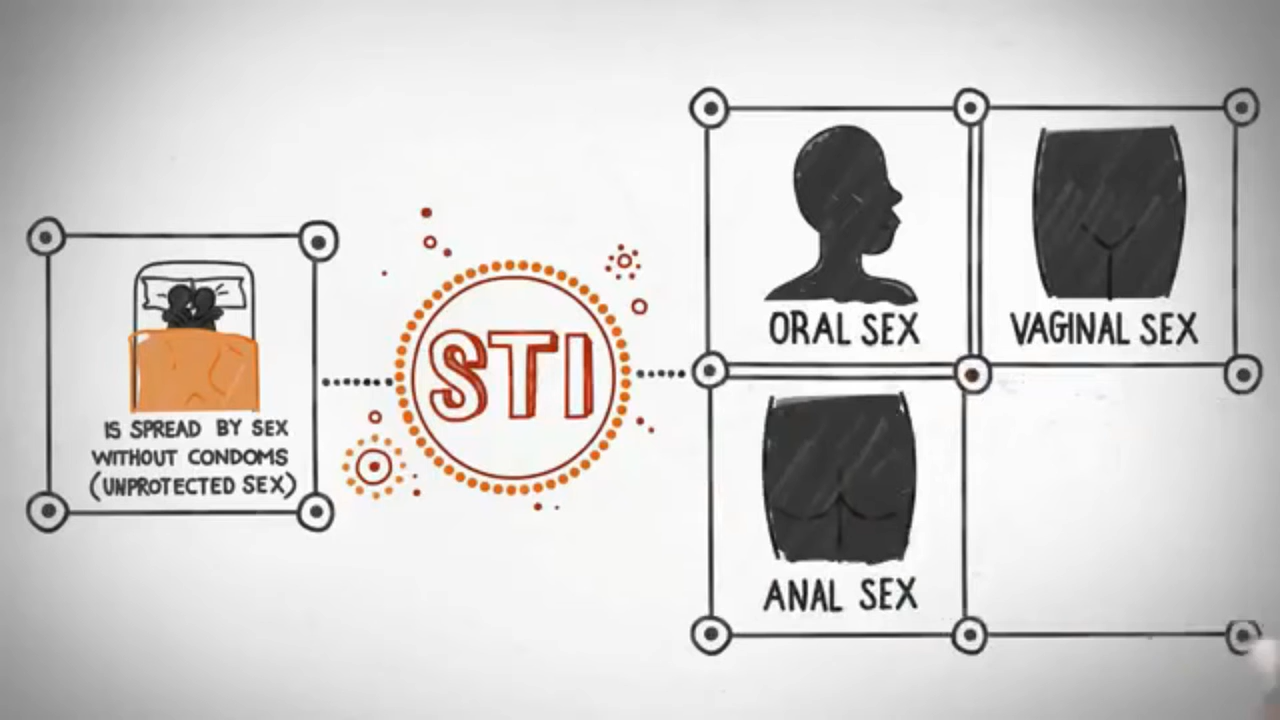 IS SPREAD BY SEX
WITHOUT CONDOMS
(UNPROTECTED SEX)
STI
ORAL SEX
VAGINAL SEX
ANAL SEX